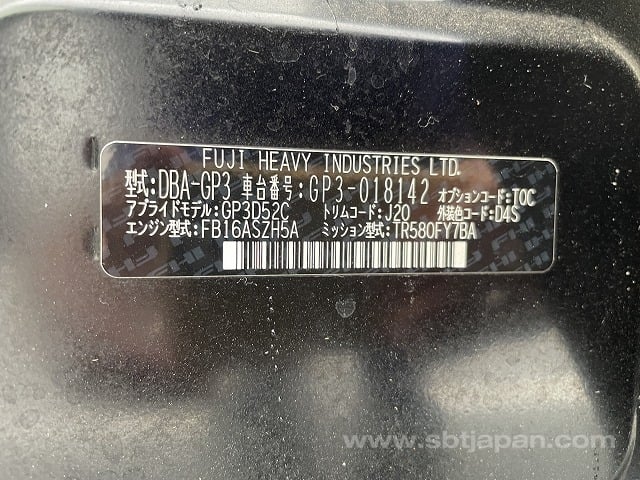 FUJI HEAVY INDUSTRIES LTD.
型式:DBA-GP3 車台番号:GP3-018142 オプションコード:TOC
アプライドモデル:GP3D52C トリムコード:J20 外装色コード:D4S
エンジン型式:FB16ASZH5A ミッション型式:TR580FY7BA
www.sbtjapan.com